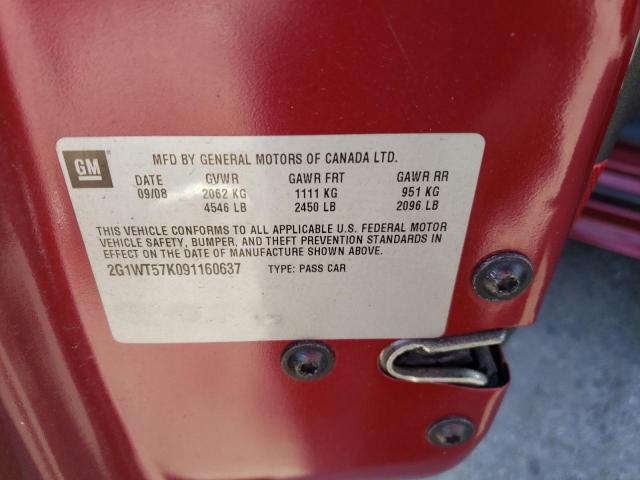 GM
MFD BY GENERAL MOTORS OF CANADA LTD.
DATE GVWR GAWR FRT GAWR RR
09/08 2062 KG 1111 KG 951 KG
4546 LB 2450 LB 2096 LB
THIS VEHICLE CONFORMS TO ALL APPLICABLE U.S. FEDERAL MOTOR
VEHICLE SAFETY, BUMPER, AND THEFT PREVENTION STANDARDS IN
EFFECT ON THE DATE OF MANUFACTURE SHOWN ABOVE.
2G1WT57K091160637 TYPE: PASS CAR